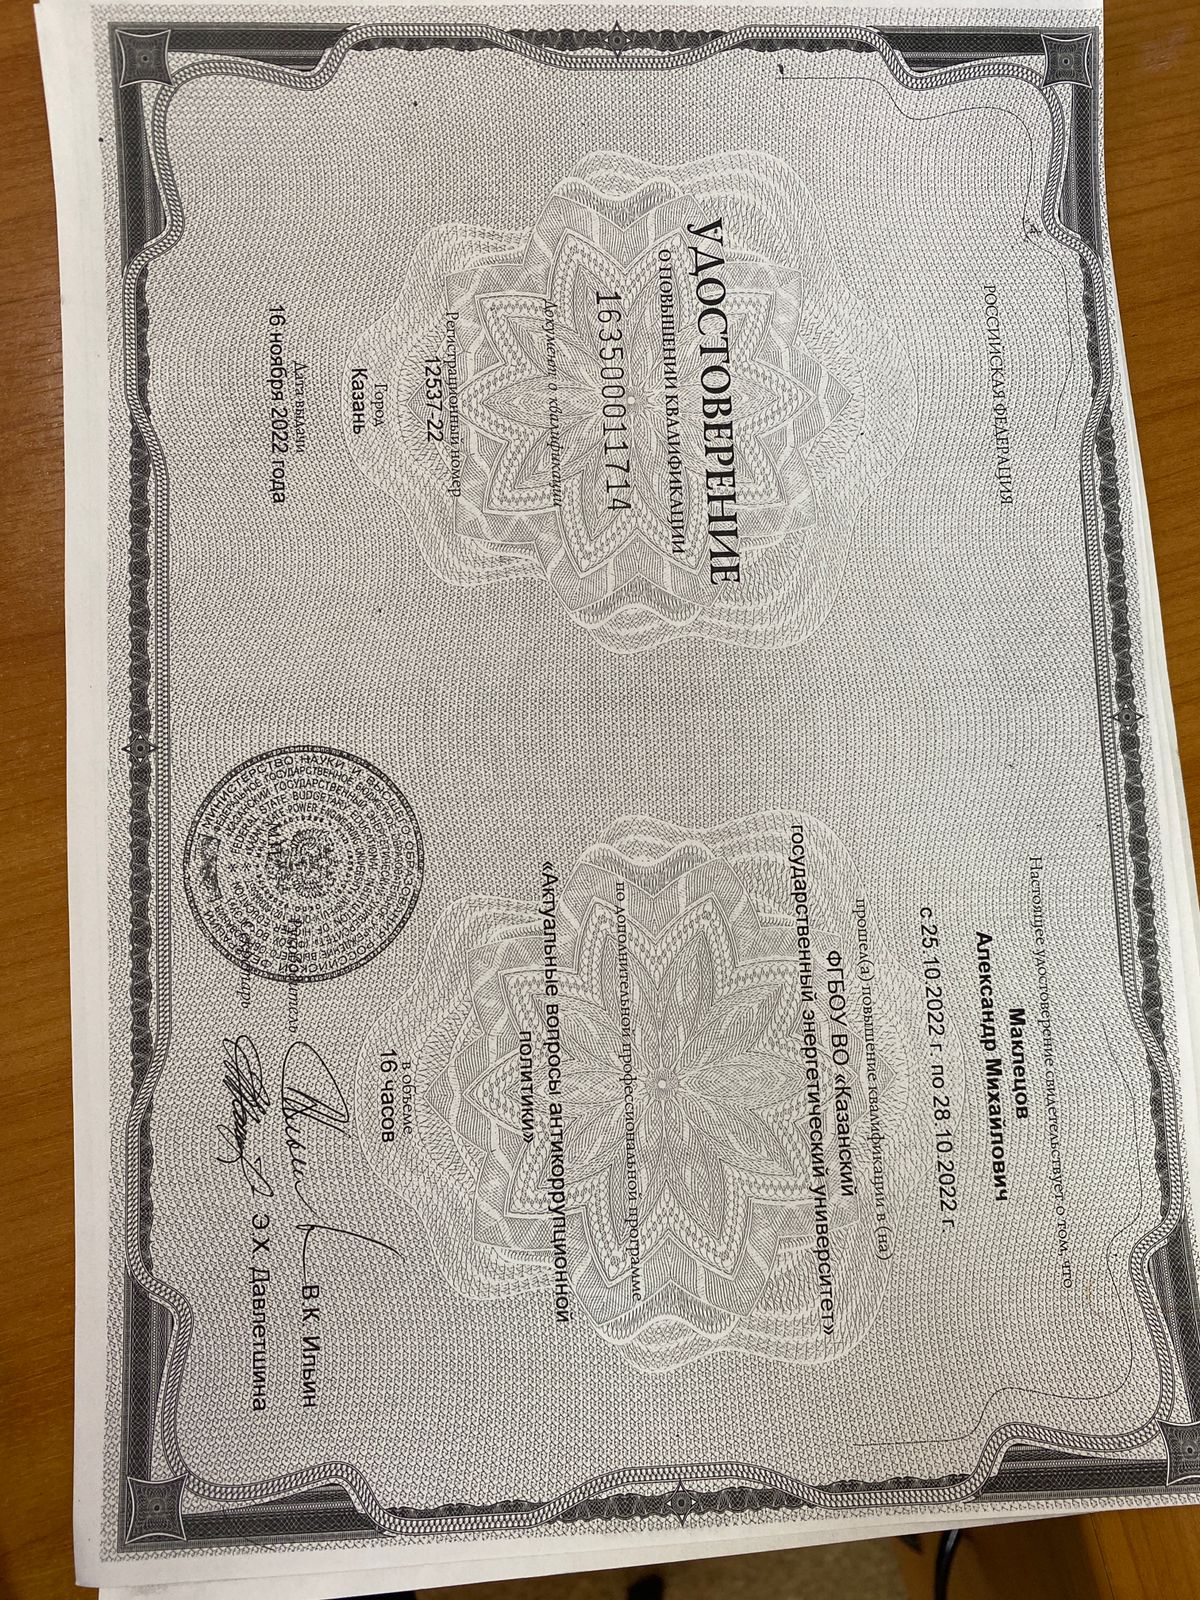 РОССИЙСКАЯ ФЕДЕРАЦИЯ
УДОСТОВЕРЕНИЕ
О ПОВЫШЕНИИ КВАЛИФИКАЦИИ
163500011714
Документ о квалификации
Регистрационный номер
12537-22
Город
Казань
Дата выдачи
16 ноября 2022 года
Настоящее удостоверение свидетельствует о том, что
Маклецов
Александр Михайлович
с 25.10.2022 г. по 28.10.2022 г.
прошел(а) повышение квалификации в (на)
ФГБОУ ВО «Казанский
государственный энергетический университет»
по дополнительной профессиональной программе
«Актуальные вопросы антикоррупционной
политики»
в объеме
16 часов
В.К. Ильин
Э.Х. Давлетшина
М.П.